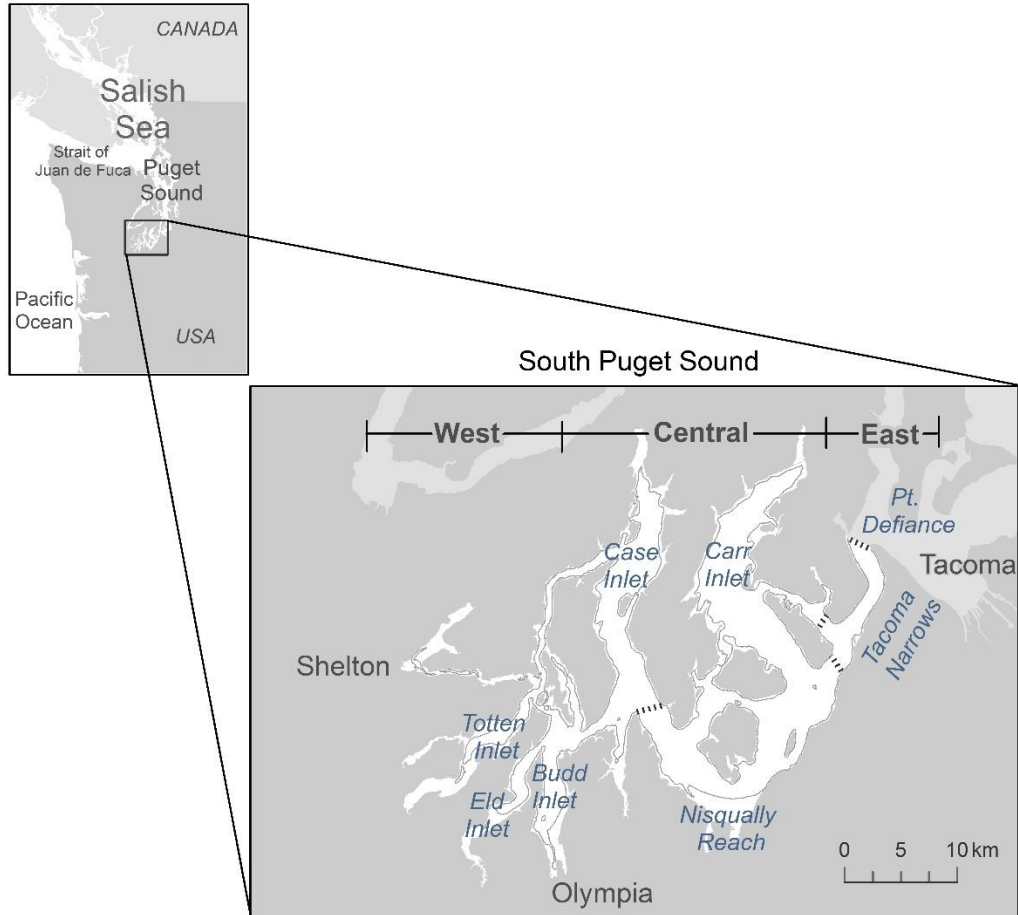 CANADA
Salish
Sea
Strait of
Juan de Fuca
Puget
Sound
Pacific
Ocean
USA
South Puget Sound
West
Central
East
Pt.
Defiance
Case
Inlet
Carr
Inlet
Tacoma
Tacoma
Narrows
Shelton
Totten
Inlet
Eld
Inlet
Budd
Inlet
Nisqually
Reach
Olympia
0 5 10 km